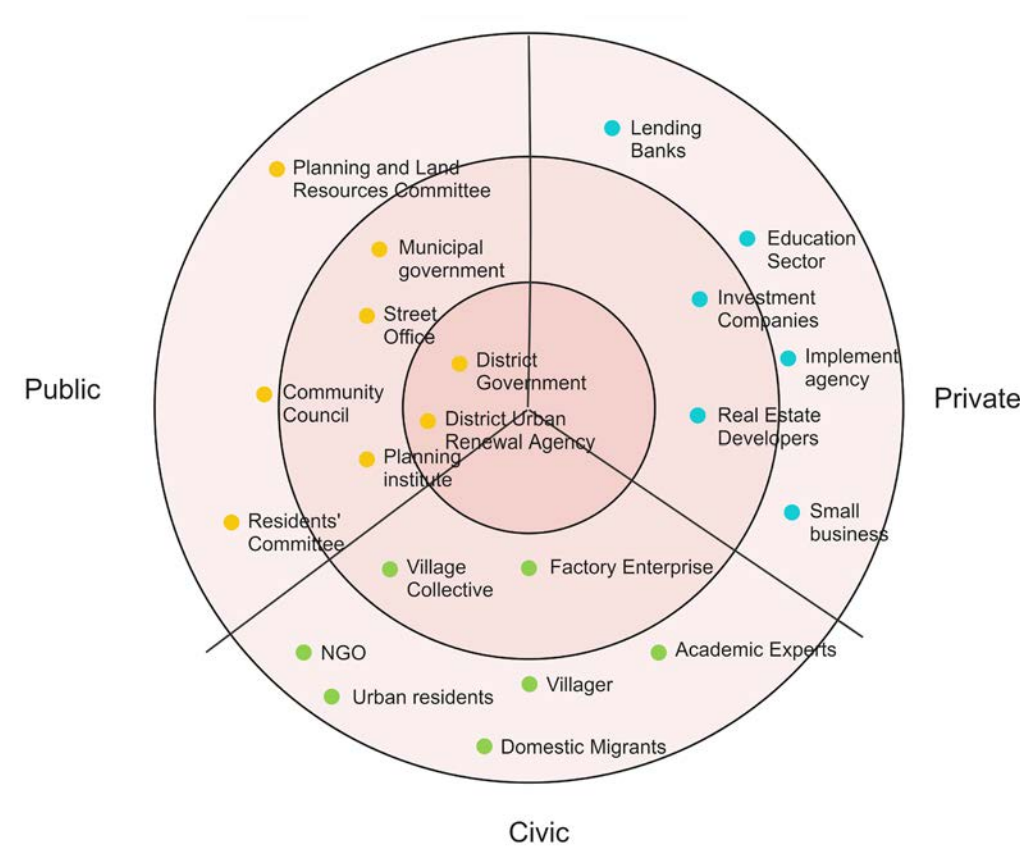 Lending
Banks
Planning and Land
Resources Committee
Education
Sector
Municipal
government
Investment
Companies
Street
Office
Implement
agency
District
Government
Public
Community
Council
Private
District Urban
Renewal Agency
Real Estate
Developers
Planning
institute
Small
business
Residents'
Committee
Village
Collective
Factory Enterprise
NGO
Academic Experts
Urban residents
Villager
Domestic Migrants
Civic